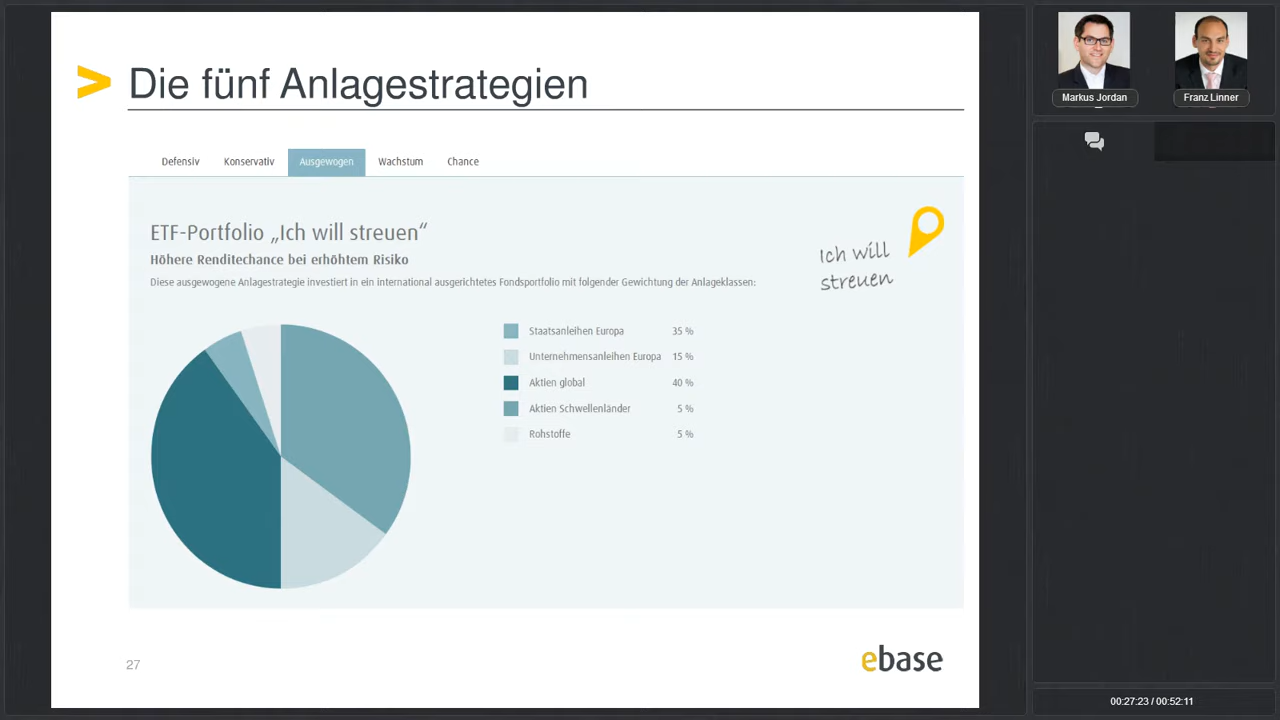 > Die fünf Anlagestrategien
Defensiv Konservativ Ausgewogen Wachstum Chance
ETF-Portfolio „Ich will streuen“
Höhere Renditechance bei erhöhtem Risiko
Diese ausgewogene Anlagestrategie investiert in ein international ausgerichtetes Fondsportfolio mit folgender Gewichtung der Anlageklassen:
Ich will
streuen
Staatsanleihen Europa 35 %
Unternehmensanleihen Europa 15 %
Aktien global 40 %
Aktien Schwellenländer 5 %
Rohstoffe 5 %
27
ebase
Markus Jordan
Franz Linner
00:27:23 / 00:52:11